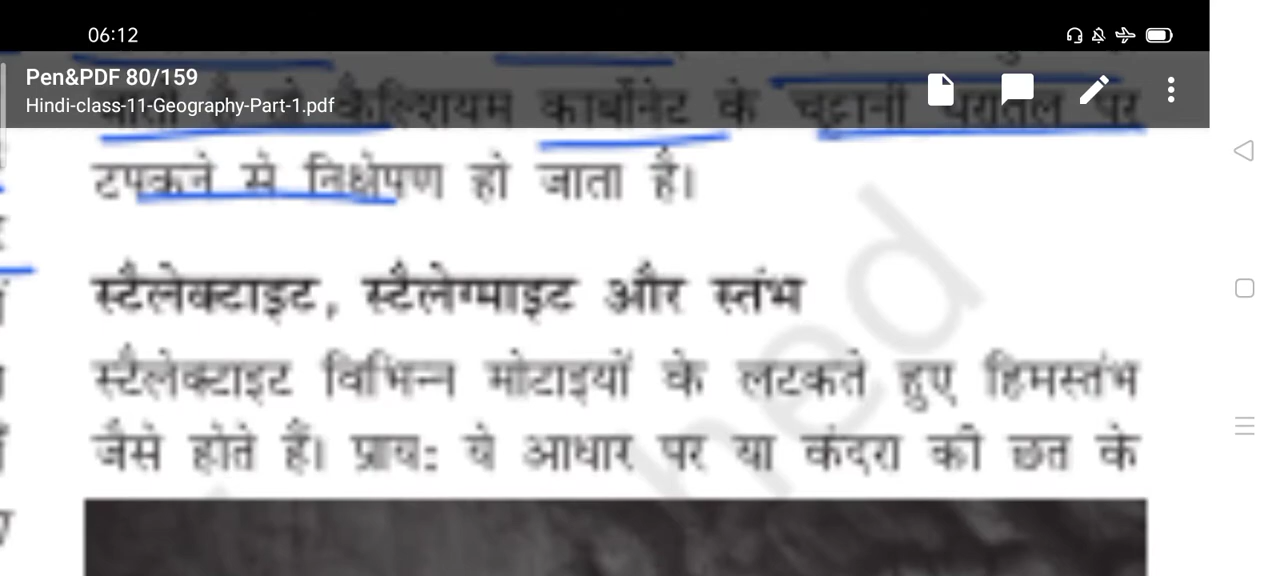 06:12
Pen&PDF 80/159
Hindi-class-11-Geography-Part-1.pdf
कैल्शियम कार्बोनेट के चट्टानी धरातल पर
टपकने से निक्षेपण हो जाता है।
स्टैलेक्टाइट, स्टैलेग्माइट और स्तंभ
स्टैलेक्टाइट विभिन्न मोटाइयों के लटकते हुए हिमस्तंभ
जैसे होते हैं। प्राय: ये आधार पर या कंदरा की छत के